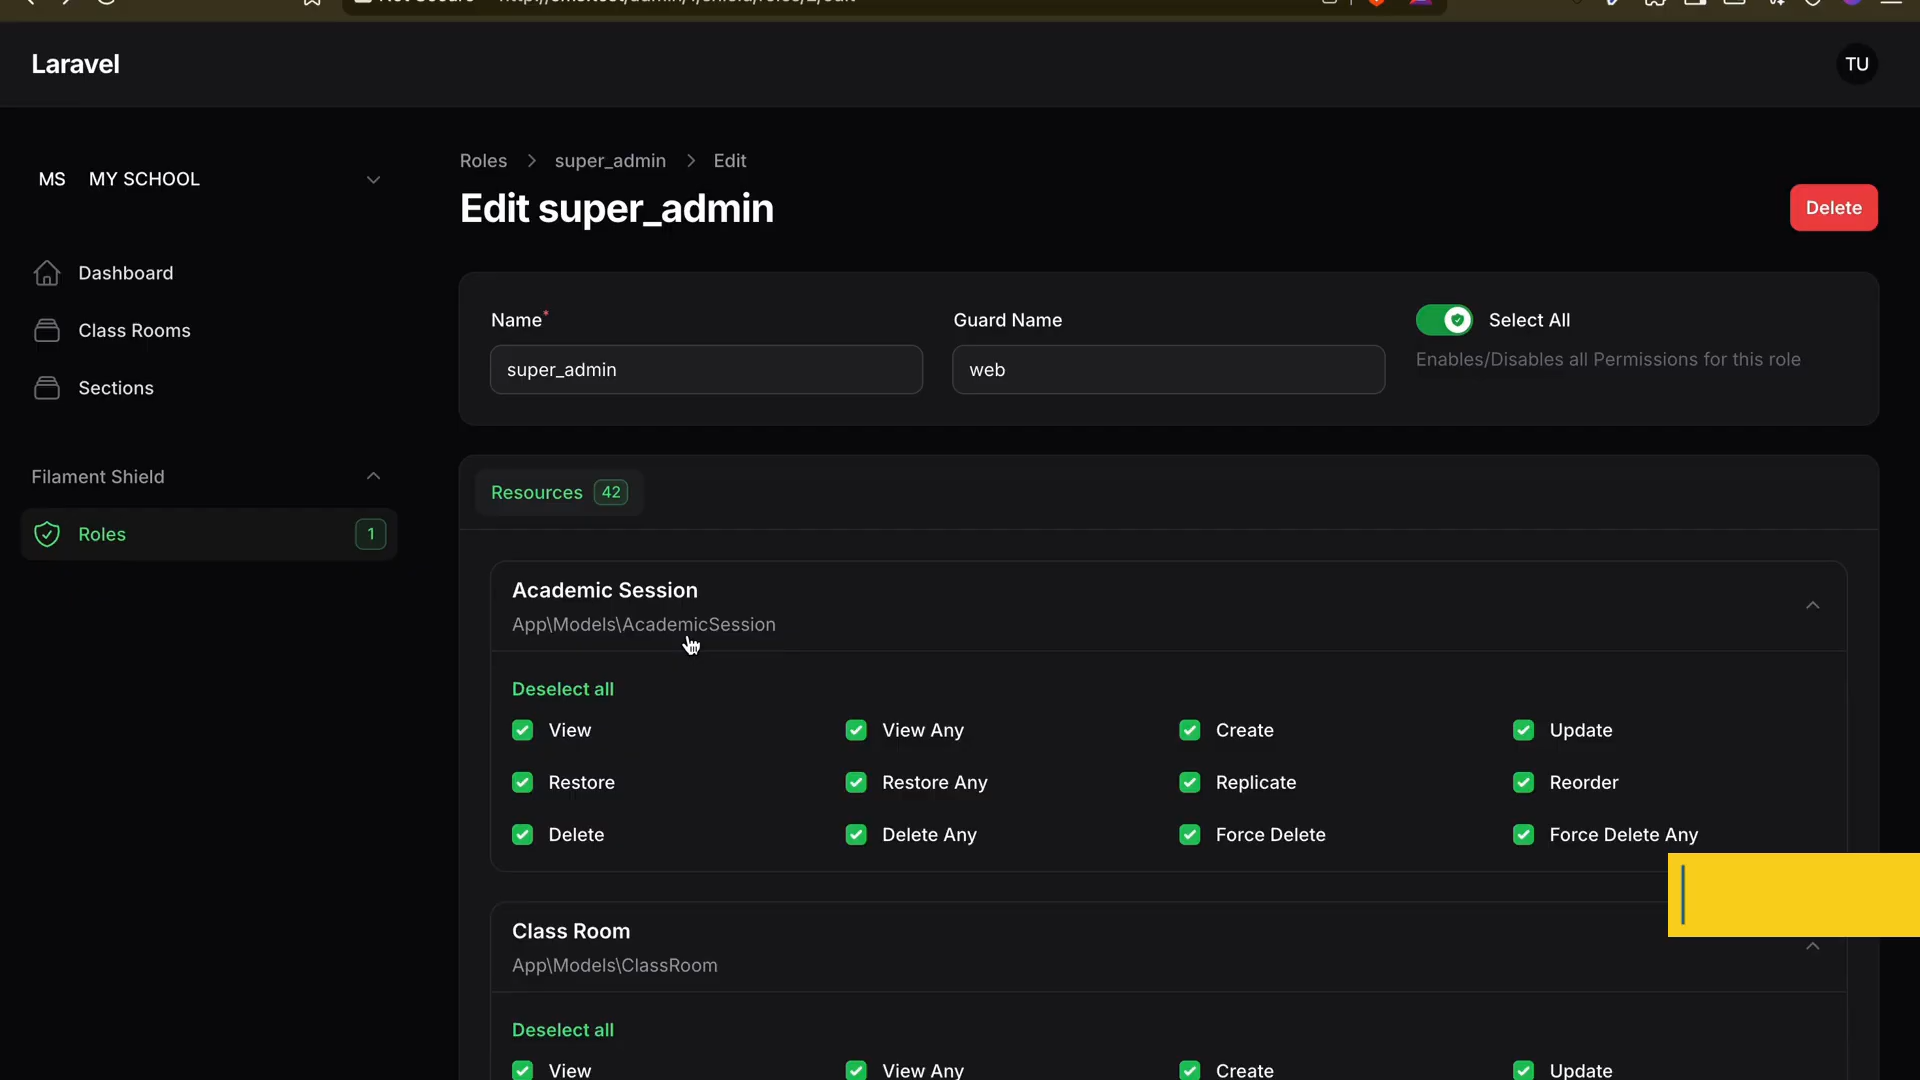 Laravel
TU
MS MY SCHOOL
Dashboard
Class Rooms
Sections
Filament Shield
Roles 1
Roles > super_admin > Edit
Edit super_admin
Delete
Name*
super_admin
Guard Name
web
Select All
Enables/Disables all Permissions for this role
Resources 42
Academic Session
App\Models\AcademicSession
Deselect all
View View Any Create Update
Restore Restore Any Replicate Reorder
Delete Delete Any Force Delete Force Delete Any
Class Room
App\Models\ClassRoom
Deselect all
View View Any Create Update